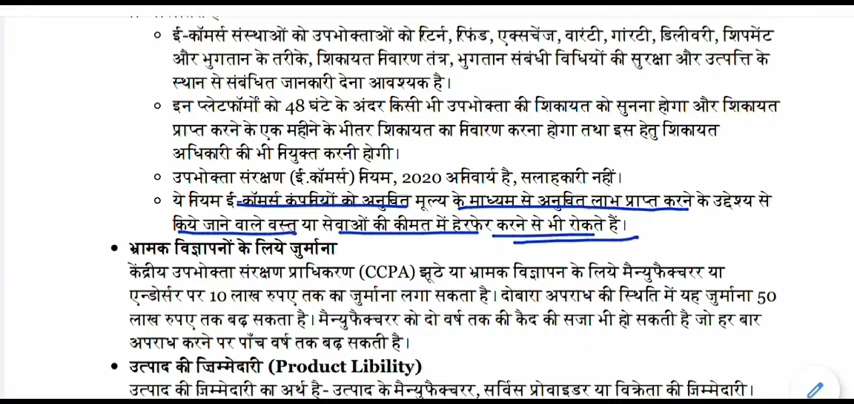 ई-कॉमर्स संस्थाओं को उपभोक्ताओं को रिटर्न, रिफंड, एक्सचेंज, वारंटी, गांरटी, डिलीवरी, शिपमेंट
और भुगतान के तरीके, शिकायत निवारण तंत्र, भुगतान संबंधी विधियों की सुरक्षा और उत्पत्ति के
स्थान से संबंधित जानकारी देना आवश्यक है।
इन प्लेटफॉर्मों को 48 घंटे के अंदर किसी भी उपभोक्ता की शिकायत को सुनना होगा और शिकायत
प्राप्त करने के एक महीने के भीतर शिकायत का निवारण करना होगा तथा इस हेतु शिकायत
अधिकारी की भी नियुक्त करनी होगी।
उपभोक्ता संरक्षण (ई.कॉमर्स) नियम, 2020 अनिवार्य है, सलाहकारी नहीं।
ये नियम ई-कॉमर्स कंपनियों को अनुचित मूल्य के माध्यम से अनुचित लाभ प्राप्त करने के उद्देश्य से
किये जाने वाले वस्तु या सेवाओं की कीमत में हेरफेर करने से भी रोकते हैं।
भ्रामक विज्ञापनों के लिये जुर्माना
केंद्रीय उपभोक्ता संरक्षण प्राधिकरण (CCPA) झूठे या भ्रामक विज्ञापन के लिये मैन्युफैक्चरर या
एन्डोर्सर पर 10 लाख रुपए तक का जुर्माना लगा सकता है। दोबारा अपराध की स्थिति में यह जुर्माना 50
लाख रुपए तक बढ़ सकता है। मैन्युफैक्चरर को दो वर्ष तक की कैद की सजा भी हो सकती है जो हर बार
अपराध करने पर पाँच वर्ष तक बढ़ सकती है।
उत्पाद की जिम्मेदारी (Product Libility)
उत्पाद की जिम्मेदारी का अर्थ है- उत्पाद के मैन्युफैक्चरर, सर्विस प्रोवाइडर या विक्रेता की जिम्मेदारी।